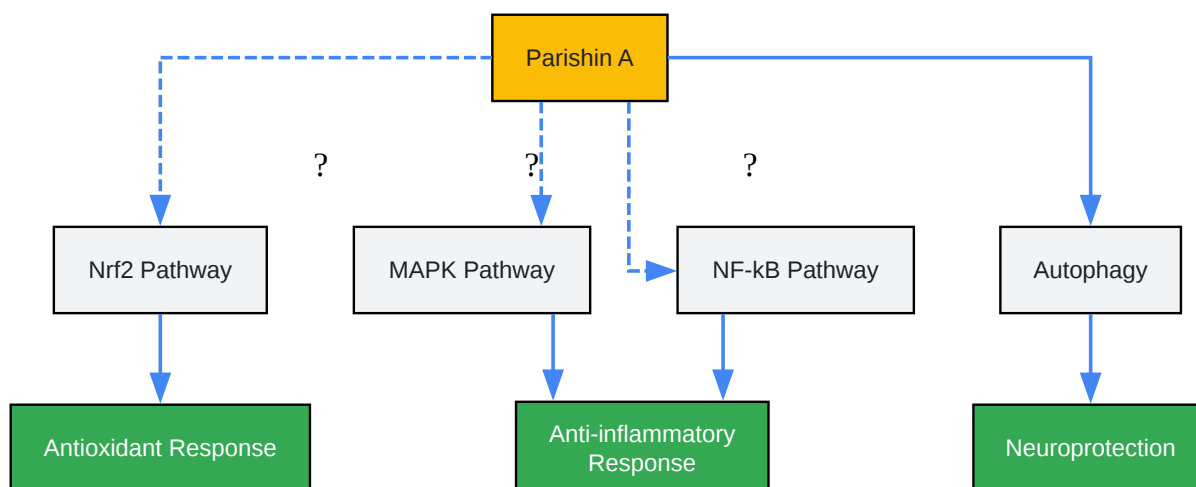 Parishin A
? ? ?
Nrf2 Pathway MAPK Pathway NF-kB Pathway Autophagy
Antioxidant Response
Anti-inflammatory
Response
Neuroprotection